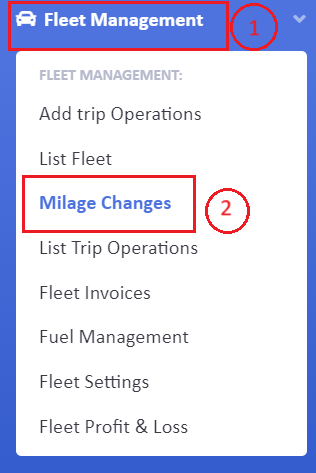 Fleet Management 1
FLEET MANAGEMENT:
Add trip Operations
List Fleet
Milage Changes 2
List Trip Operations
Fleet Invoices
Fuel Management
Fleet Settings
Fleet Profit & Loss